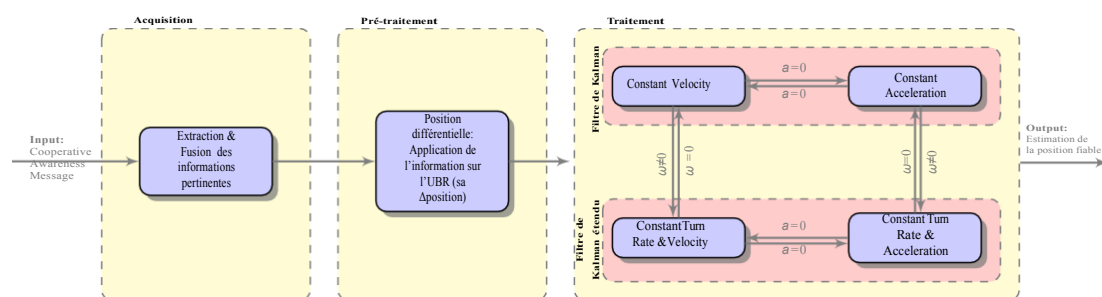 Acquisition
Pré-traitement
Traitement
Input:
Cooperative
Awareness
Message
Extraction &
Fusion des
informations
pertinentes
Position
différentielle:
Application de
l'information sur
l'UBR (sa
Δposition)
Filtre de Kalman
Constant Velocity
a=0
a=0
Constant
Acceleration
ω≠0
ω=0
ω=0
ω≠0
Filtre de
Kalman étendu
ConstantTurn
Rate &Velocity
a=0
a=0
ConstantTurn
Rate &
Acceleration
Output:
Estimation de
la position fiable